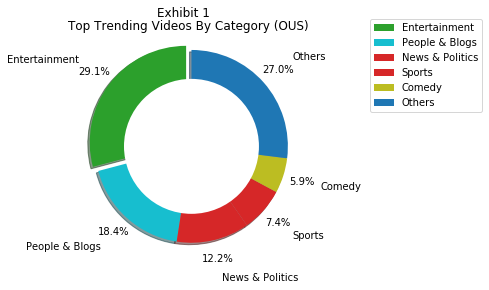 Exhibit 1
Top Trending Videos By Category (OUS)
Entertainment
29.1%
People & Blogs
18.4%
News & Politics
12.2%
Sports
7.4%
Comedy
5.9%
Others
27.0%
Entertainment
People & Blogs
News & Politics
Sports
Comedy
Others